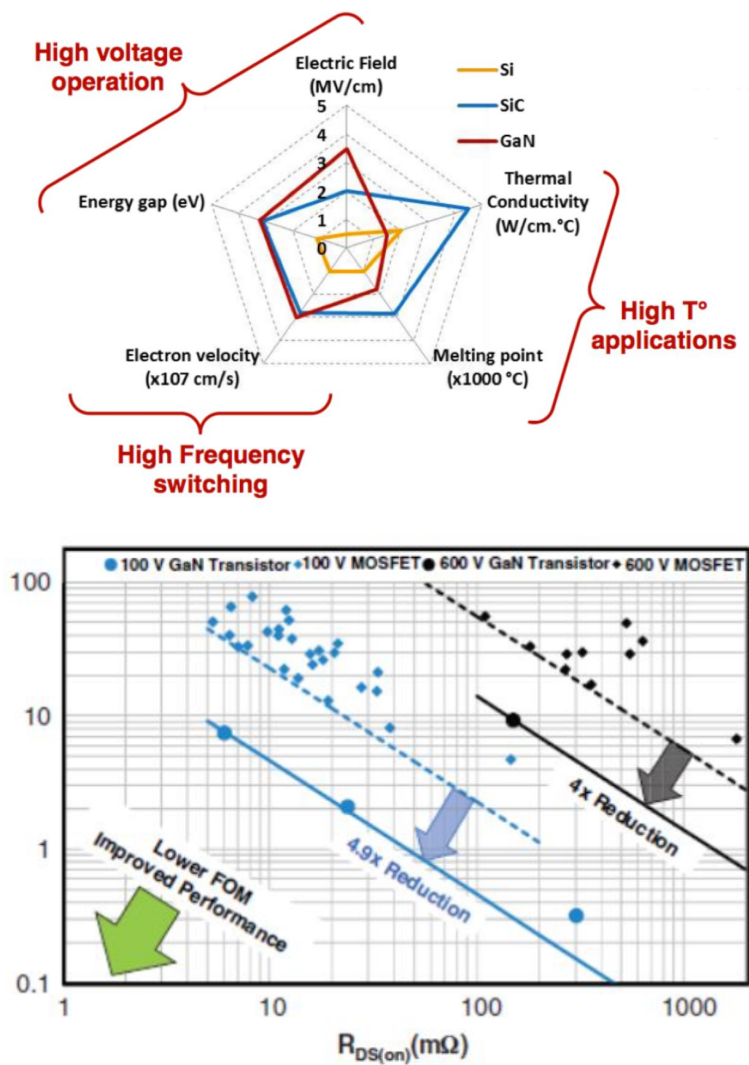 High voltage
operation
Electric Field
(MV/cm)
Si
SiC
GaN
5
4
3
2
1
0
Energy gap (eV)
Thermal
Conductivity
(W/cm.°C)
High T°
applications
Electron velocity
(x107 cm/s)
Melting point
(x1000 °C)
High Frequency
switching
100 V GaN Transistor
100 V MOSFET
600 V GaN Transistor
600 V MOSFET
100
10
1
0.1
4x Reduction
4.9x Reduction
Lower FOM
Improved Performance
1
10
100
1000
RDS(on)(mΩ)